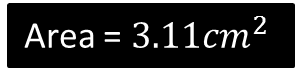 Area = 3.11cm²